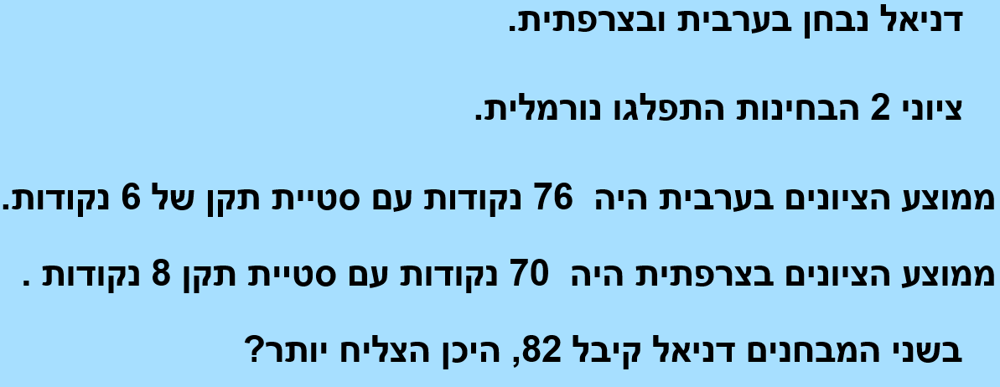 דניאל נבחן בערבית ובצרפתית.
ציוני 2 הבחינות התפלגו נורמלית.
ממוצע הציונים בערבית היה 76 נקודות עם סטיית תקן של 6 נקודות.
ממוצע הציונים בצרפתית היה 70 נקודות עם סטיית תקן 8 נקודות .
בשני המבחנים דניאל קיבל 82, היכן הצליח יותר?